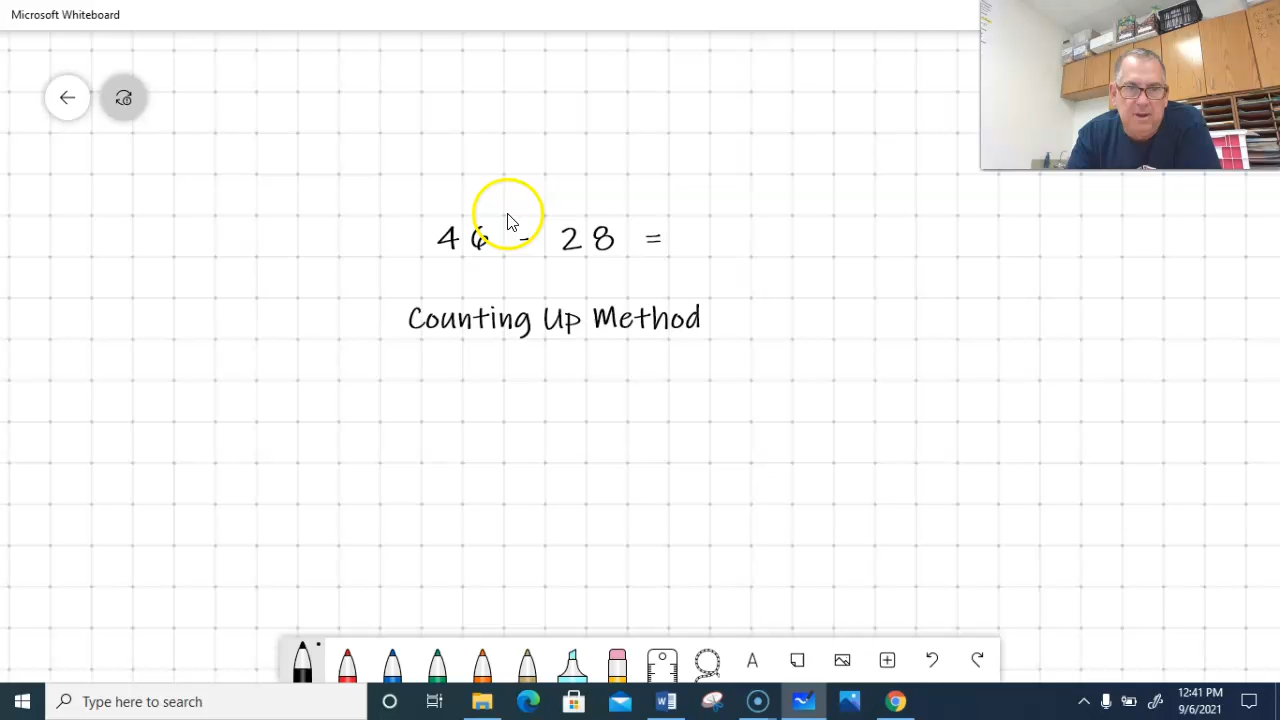 Microsoft Whiteboard
46 - 28 =
Counting Up Method
A
Type here to search
12:41 PM
9/6/2021